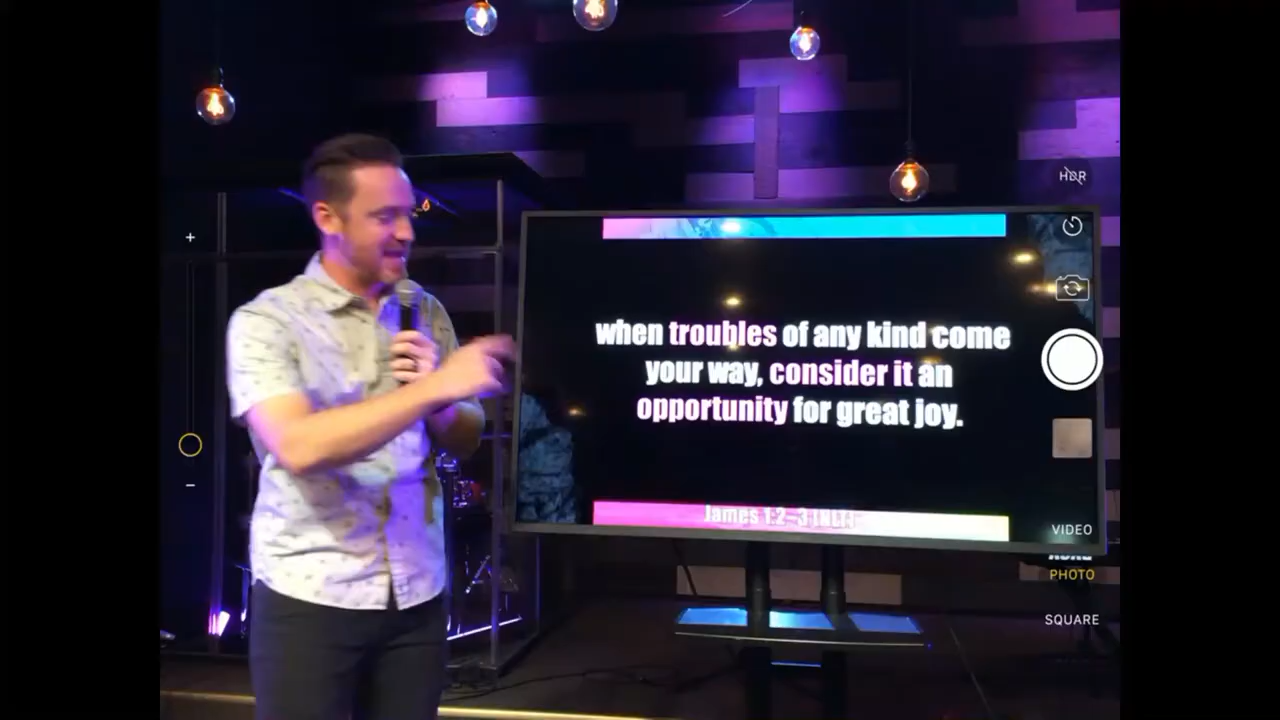 HDR
when troubles of any kind come
your way, consider it an
opportunity for great joy.
James 1:2-3 (NLT)
VIDEO
PHOTO
SQUARE